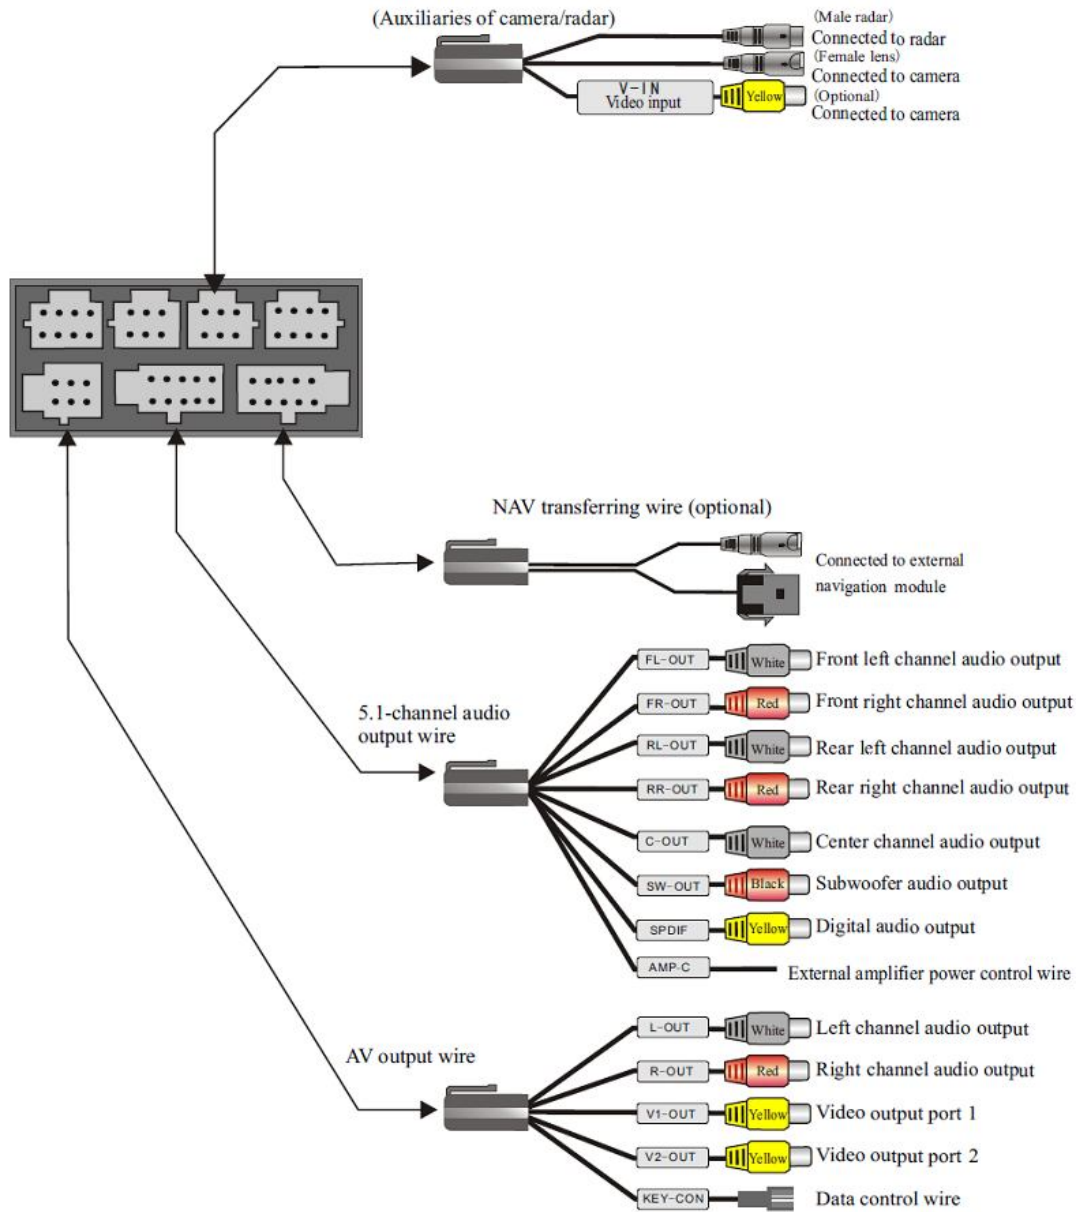 (Auxiliaries of camera/radar)
(Male radar)
Connected to radar
(Female lens)
Connected to camera
V-IN
Video input
Yellow
(Optional)
Connected to camera
NAV transferring wire (optional)
Connected to external
navigation module
5.1-channel audio
output wire
FL-OUT
White
Front left channel audio output
FR-OUT
Red
Front right channel audio output
RL-OUT
White
Rear left channel audio output
RR-OUT
Red
Rear right channel audio output
C-OUT
White
Center channel audio output
SW-OUT
Black
Subwoofer audio output
SPDIF
Yellow
Digital audio output
AMP-C
External amplifier power control wire
AV output wire
L-OUT
White
Left channel audio output
R-OUT
Red
Right channel audio output
V1-OUT
Yellow
Video output port 1
V2-OUT
Yellow
Video output port 2
KEY-CON
Data control wire